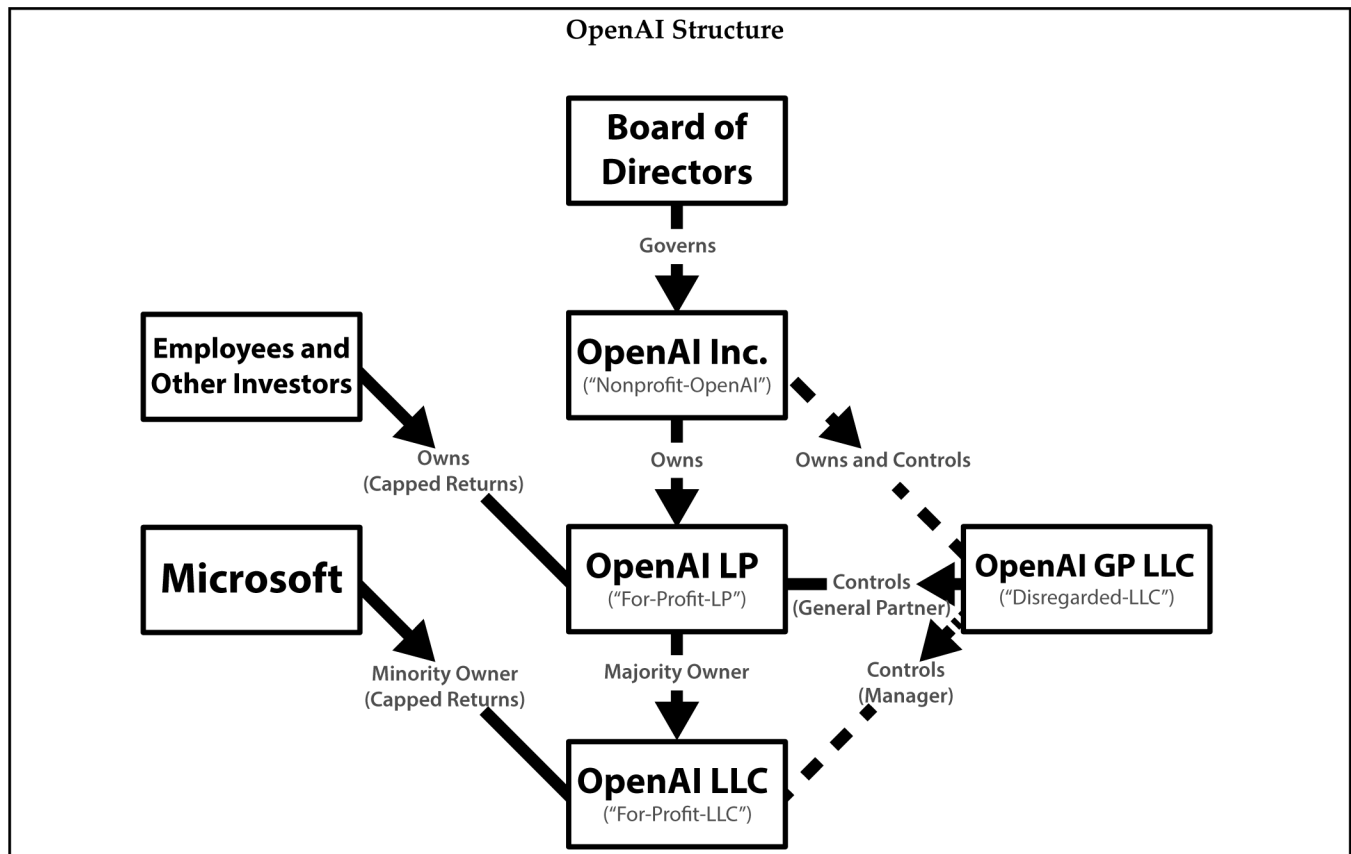 OpenAI Structure
Board of
Directors
Governs
Employees and
Other Investors
OpenAI Inc.
(“Nonprofit-OpenAI”)
Owns
(Capped Returns)
Owns
Owns and Controls
Microsoft
OpenAI LP
(“For-Profit-LP”)
Controls
(General Partner)
OpenAI GP LLC
(“Disregarded-LLC”)
Minority Owner
(Capped Returns)
Majority Owner
Controls
(Manager)
OpenAI LLC
(“For-Profit-LLC”)